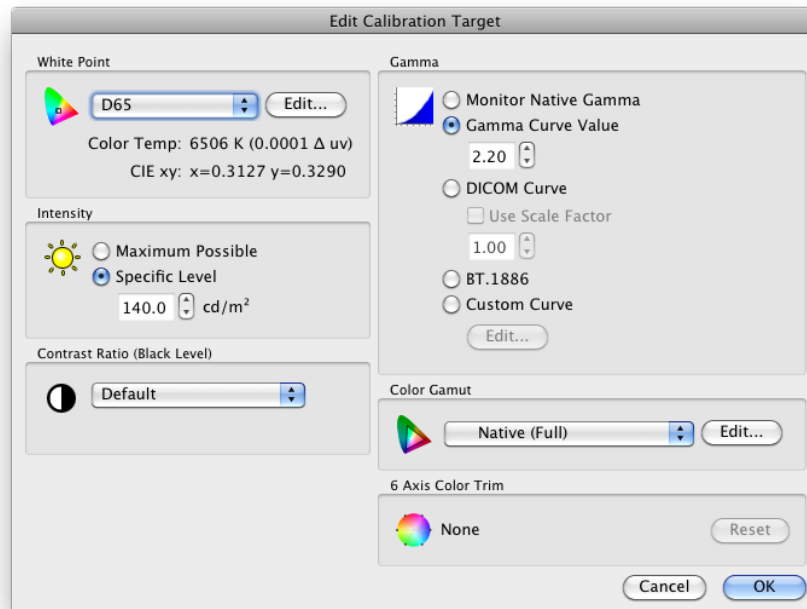 Edit Calibration Target
White Point
D65
Edit...
Color Temp: 6506 K (0.0001 Δ uv)
CIE xy: x=0.3127 y=0.3290
Intensity
Maximum Possible
Specific Level
140.0 cd/m²
Contrast Ratio (Black Level)
Default
Gamma
Monitor Native Gamma
Gamma Curve Value
2.20
DICOM Curve
Use Scale Factor
1.00
BT.1886
Custom Curve
Edit...
Color Gamut
Native (Full)
Edit...
6 Axis Color Trim
None
Reset
Cancel
OK